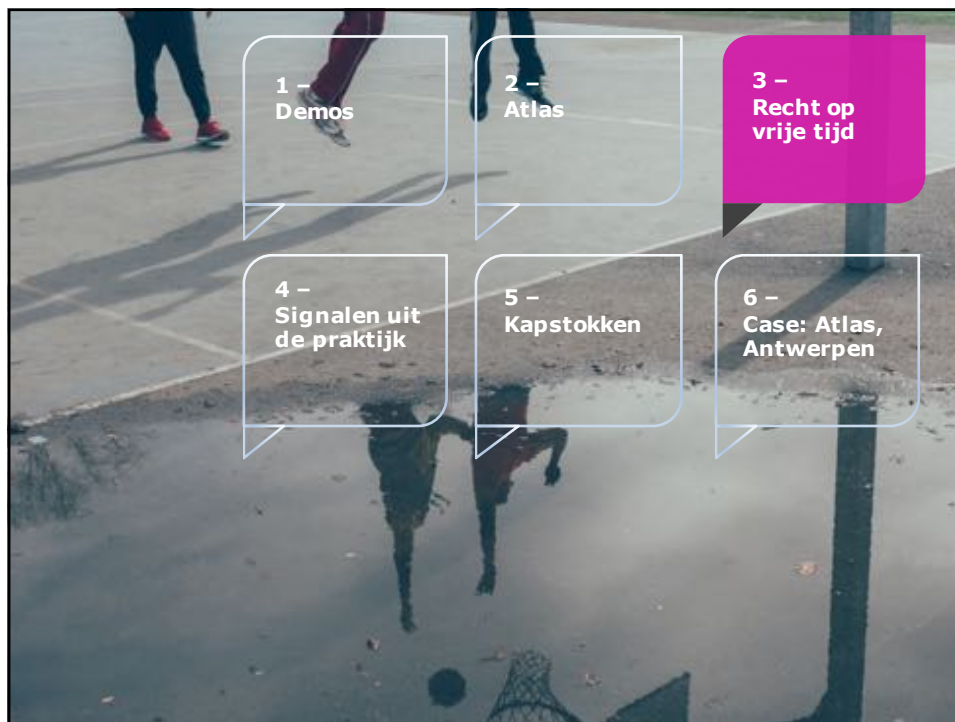 1 –
Demos
2 –
Atlas
3 –
Recht op
vrije tijd
4 –
Signalen uit
de praktijk
5 –
Kapstokken
6 –
Case: Atlas,
Antwerpen